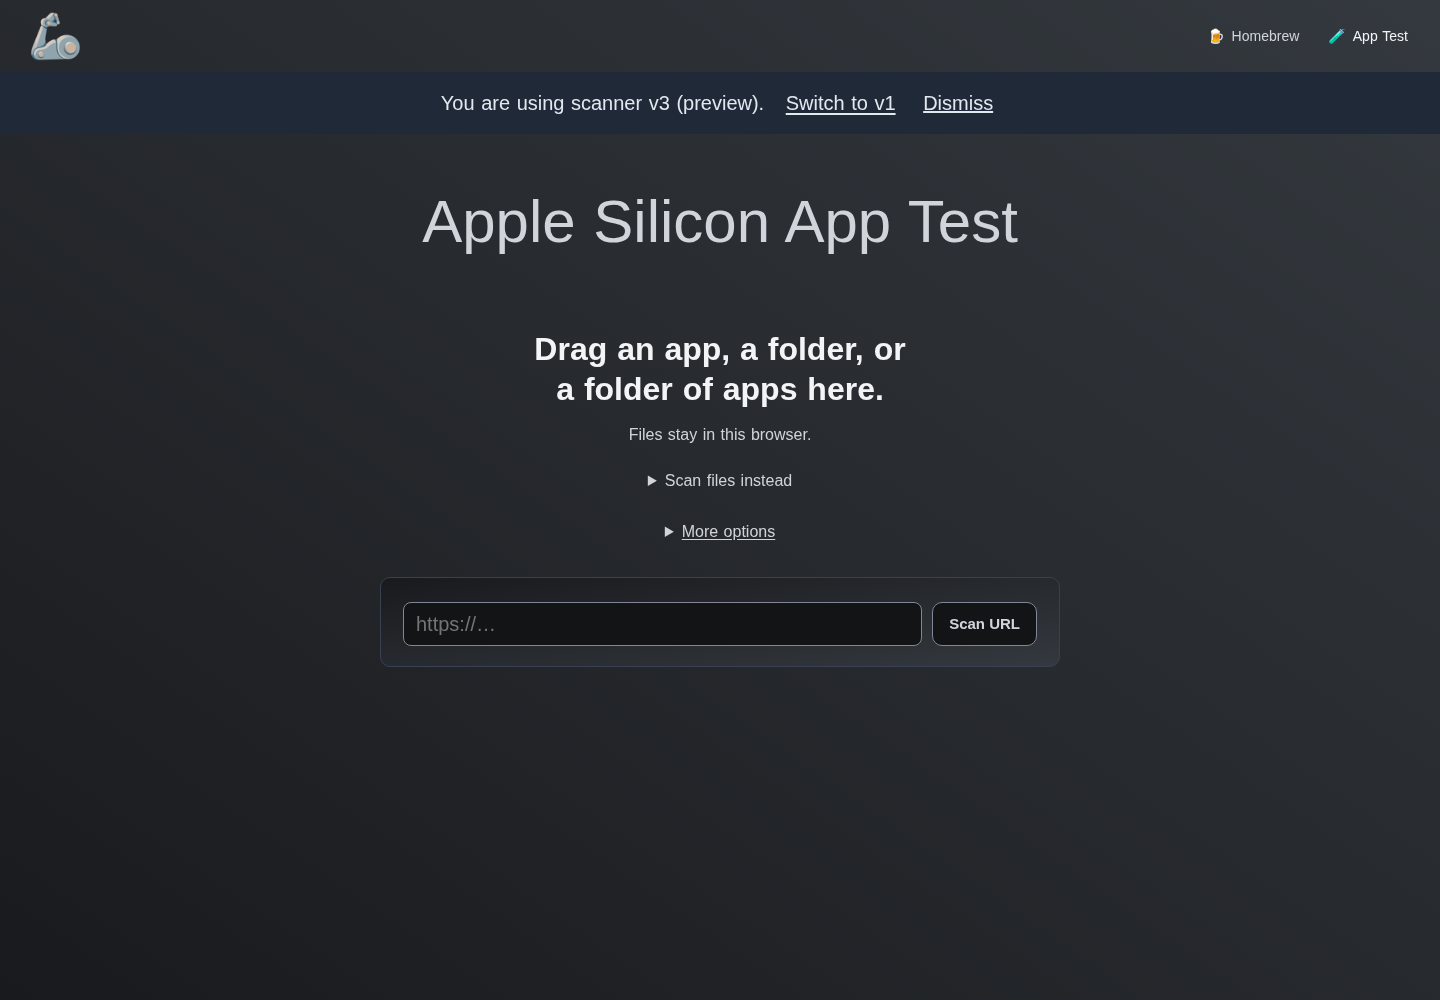 Homebrew
App Test
You are using scanner v3 (preview). Switch to v1 Dismiss
Apple Silicon App Test
Drag an app, a folder, or
a folder of apps here.
Files stay in this browser.
Scan files instead
More options
https://…
Scan URL